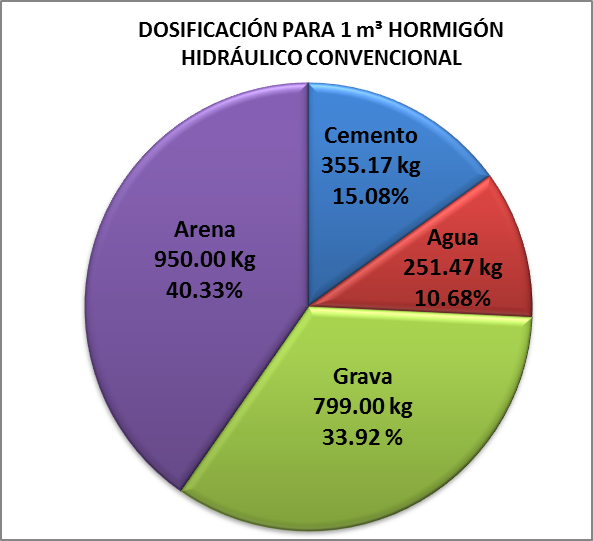 DOSIFICACIÓN PARA 1 m³ HORMIGÓN
HIDRÁULICO CONVENCIONAL
Cemento
355.17 kg
15.08%
Agua
251.47 kg
10.68%
Grava
799.00 kg
33.92 %
Arena
950.00 Kg
40.33%